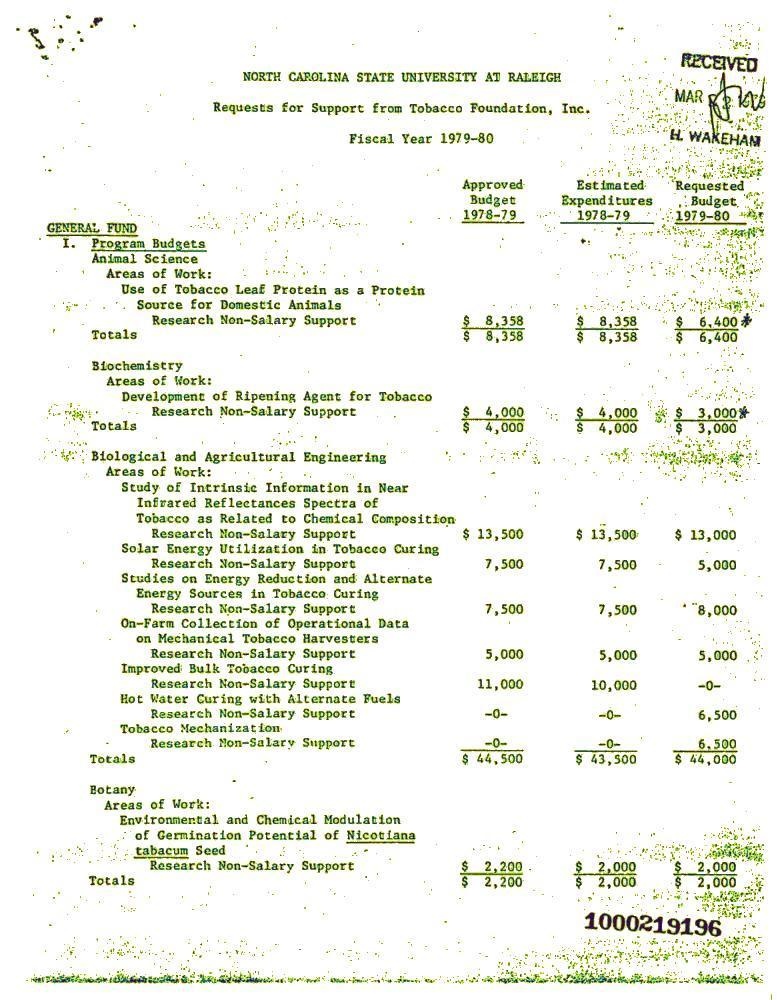 RECEIVED
MAR
H. WAKEHAM
NORTH CAROLINA STATE UNIVERSITY AT RALEIGH
Requests for Support from Tobacco Foundation, Inc.
Fiscal Year 1979-80
Approved Estimated Requested
Budget Expenditures Budget
1978-79 1978-79 1979-80
GENERAL FUND
I. Program Budgets
Animal Science
Areas of Work:
Use of Tobacco Leaf Protein as a Protein
Source for Domestic Animals
Research Non-Salary Support $ 8,358 $ 8,358 $ 6,400*
Totals $ 8,358 $ 8,358 $ 6,400
Biochemistry
Areas of Work:
Development of Ripening Agent for Tobacco
Research Non-Salary Support $ 4,000 $ 4,000 $ 3,000*
Totals $ 4,000 $ 4,000 $ 3,000
Biological and Agricultural Engineering
Areas of Work:
Study of Intrinsic Information in Near
Infrared Reflectances Spectra of
Tobacco as Related to Chemical Composition
Research Non-Salary Support $ 13,500 $ 13,500 $ 13,000
Solar Energy Utilization in Tobacco Curing
Research Non-Salary Support 7,500 7,500 5,000
Studies on Energy Reduction and Alternate
Energy Sources in Tobacco Curing
Research Non-Salary Support 7,500 7,500 8,000
On-Farm Collection of Operational Data
on Mechanical Tobacco Harvesters
Research Non-Salary Support 5,000 5,000 5,000
Improved Bulk Tobacco Curing
Research Non-Salary Support 11,000 10,000 -0-
Hot Water Curing with Alternate Fuels
Research Non-Salary Support -0- -0- 6,500
Tobacco Mechanization
Research Non-Salary Support -0- -0- 6,500
Totals $ 44,500 $ 43,500 $ 44,000
Botany
Areas of Work:
Environmental and Chemical Modulation
of Germination Potential of Nicotiana
tabacum Seed
Research Non-Salary Support $ 2,200 $ 2,000 $ 2,000
Totals $ 2,200 $ 2,000 $ 2,000
1000219196